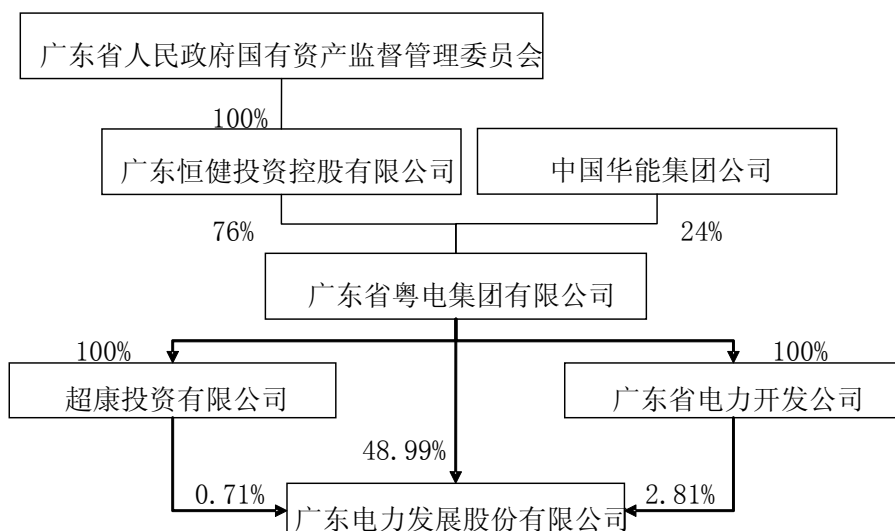 广东省人民政府国有资产监督管理委员会
100%
广东恒健投资控股有限公司
中国华能集团公司
76%
24%
广东省粤电集团有限公司
100%
100%
超康投资有限公司
广东省电力开发公司
48.99%
0.71%
2.81%
广东电力发展股份有限公司